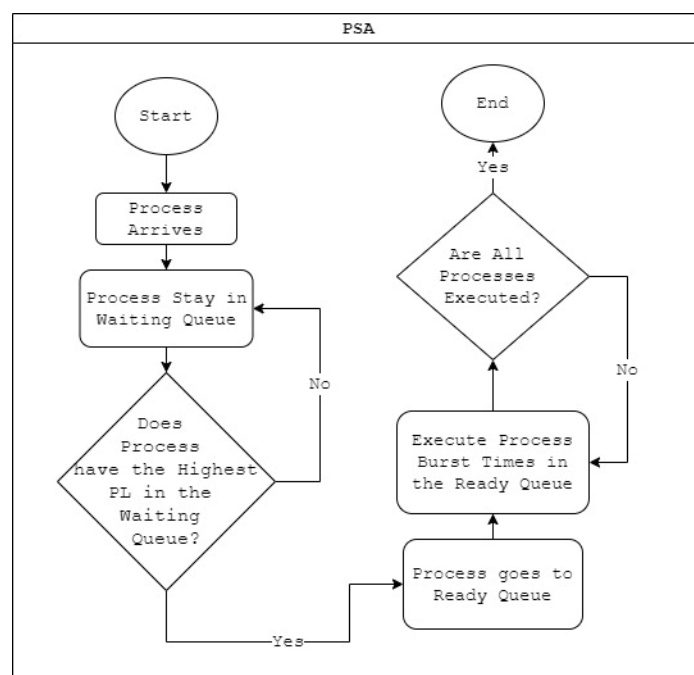 PSA
Start
Process
Arrives
Process Stay in
Waiting Queue
No
Does
Process
have the Highest
PL in the
Waiting
Queue?
Yes
Process goes to
Ready Queue
Execute Process
Burst Times in
the Ready Queue
No
Are All
Processes
Executed?
Yes
End